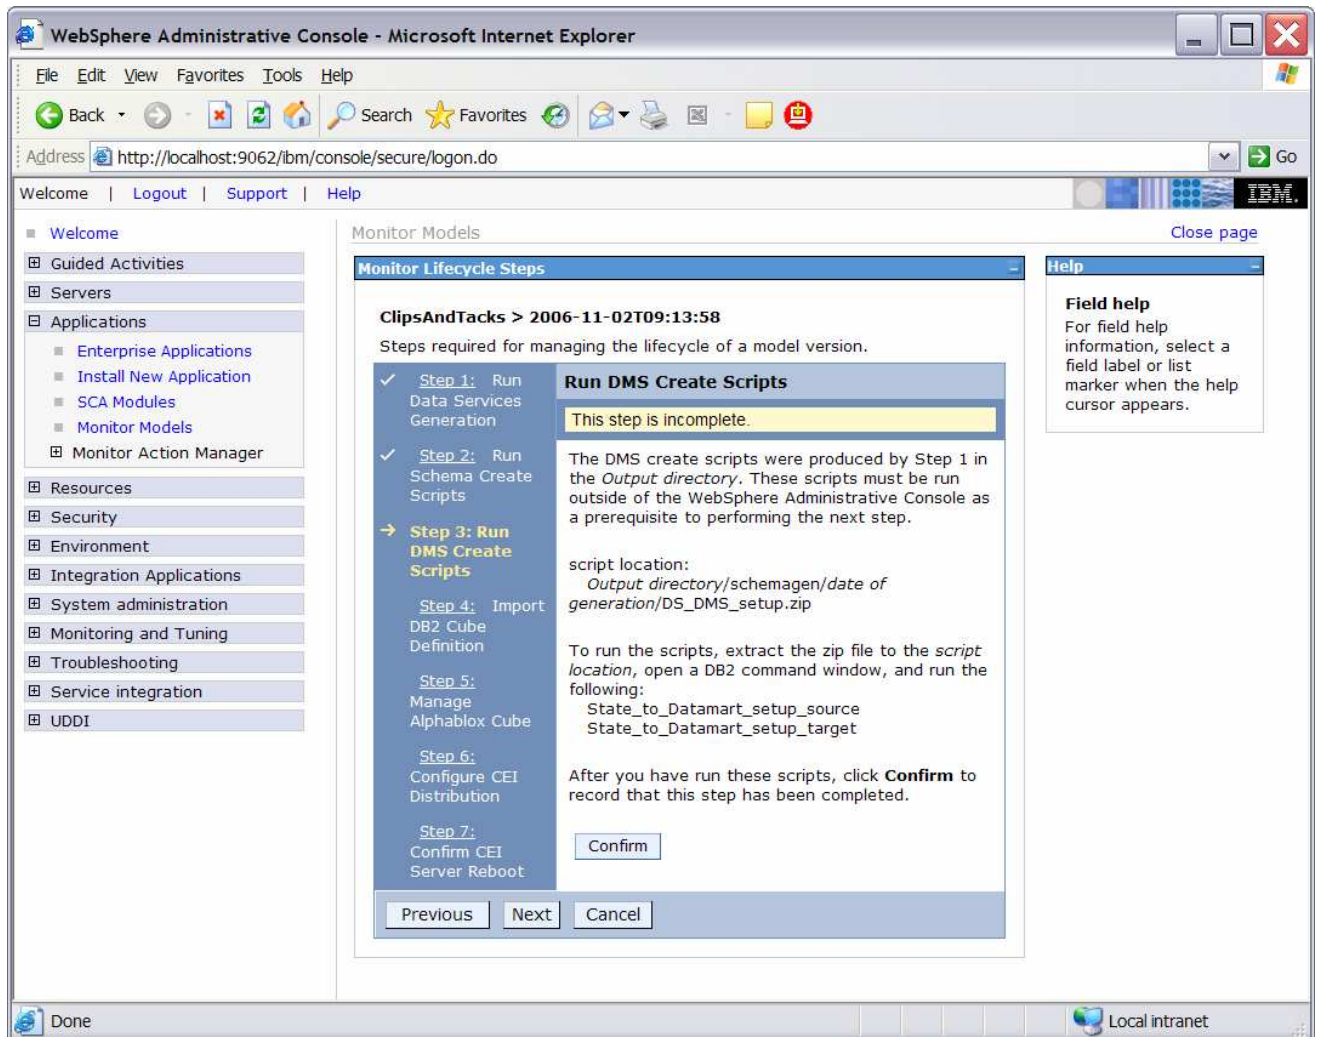 WebSphere Administrative Console - Microsoft Internet Explorer
File Edit View Favorites Tools Help
Back Search Favorites
Address http://localhost:9062/ibm/console/secure/logon.do Go
Welcome | Logout | Support | Help IBM.
Welcome
Guided Activities
Servers
Applications
Enterprise Applications
Install New Application
SCA Modules
Monitor Models
Monitor Action Manager
Resources
Security
Environment
Integration Applications
System administration
Monitoring and Tuning
Troubleshooting
Service integration
UDDI
Monitor Models Close page
Monitor Lifecycle Steps
ClipsAndTacks > 2006-11-02T09:13:58
Steps required for managing the lifecycle of a model version.
Step 1: Run
Data Services
Generation
Step 2: Run
Schema Create
Scripts
Step 3: Run
DMS Create
Scripts
Step 4: Import
DB2 Cube
Definition
Step 5:
Manage
Alphablox Cube
Step 6:
Configure CEI
Distribution
Step 7:
Confirm CEI
Server Reboot
Run DMS Create Scripts
This step is incomplete.
The DMS create scripts were produced by Step 1 in
the Output directory. These scripts must be run
outside of the WebSphere Administrative Console as
a prerequisite to performing the next step.
script location:
Output directory/schemagen/date of
generation/DS_DMS_setup.zip
To run the scripts, extract the zip file to the script
location, open a DB2 command window, and run the
following:
State_to_Datamart_setup_source
State_to_Datamart_setup_target
After you have run these scripts, click Confirm to
record that this step has been completed.
Confirm
Previous Next Cancel
Help
Field help
For field help
information, select a
field label or list
marker when the help
cursor appears.
Done Local intranet